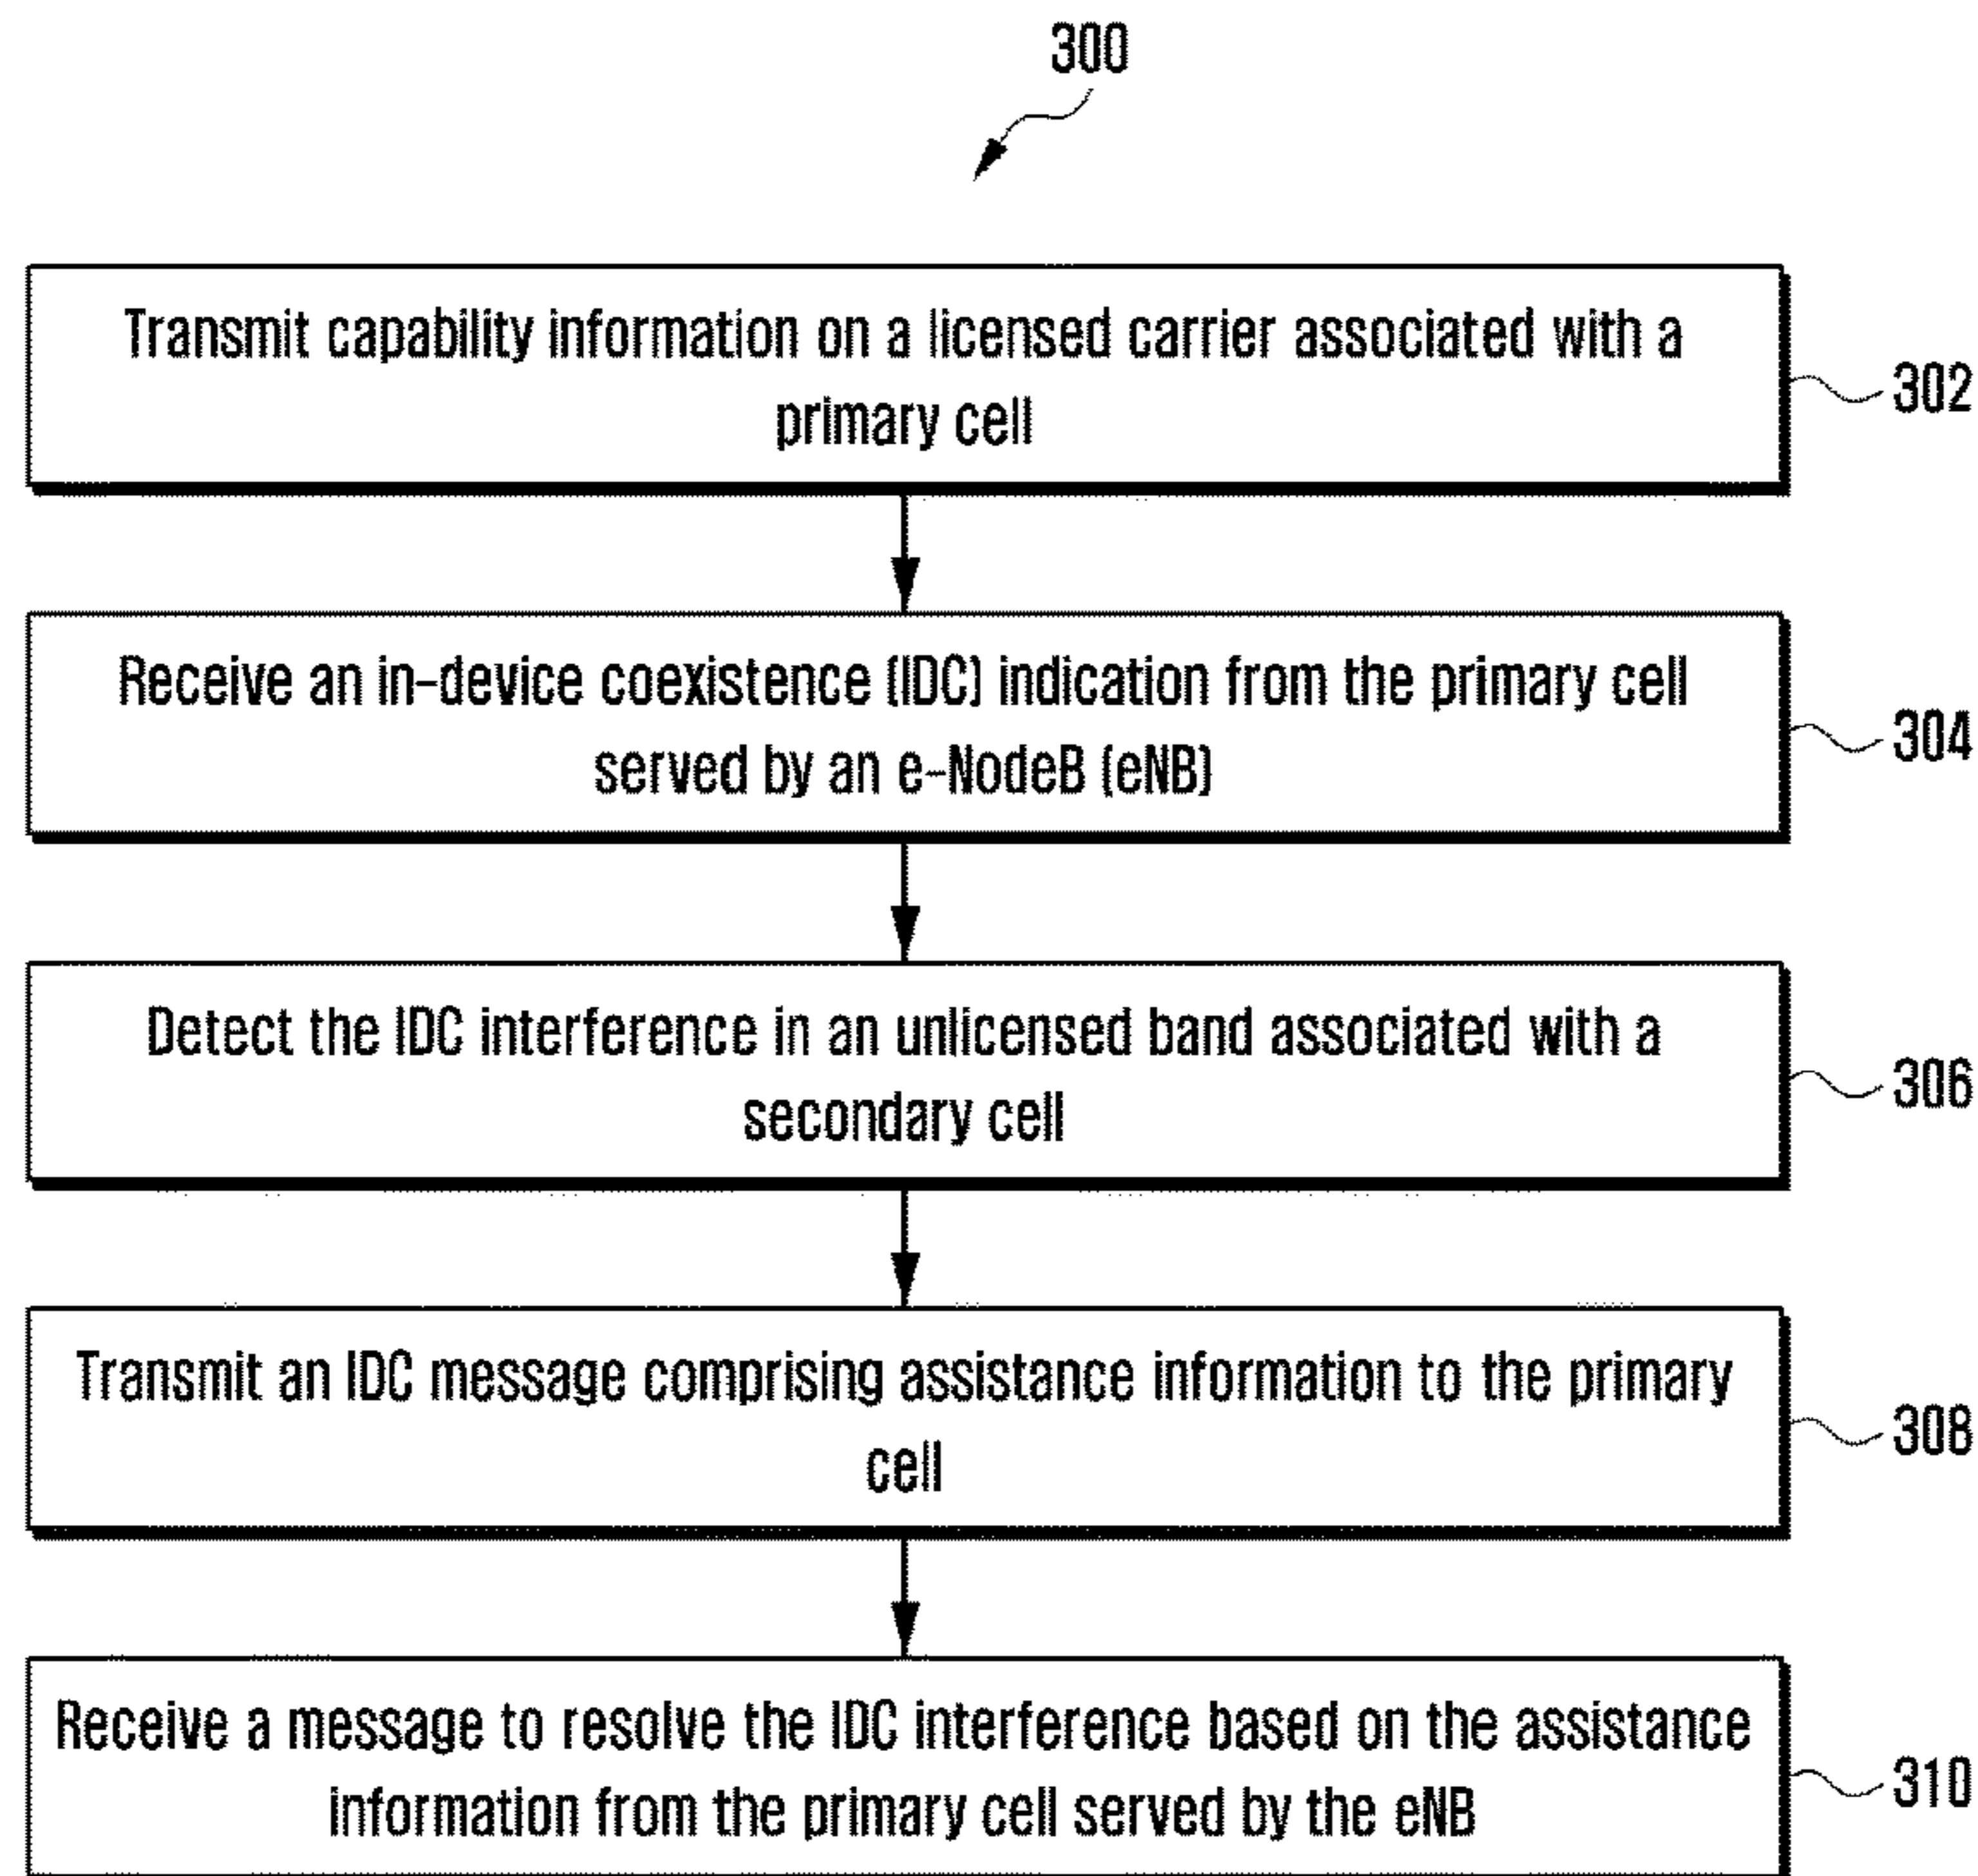 300
Transmit capability information on a licensed carrier associated with a
primary cell
302
Receive an in-device coexistence (IDC) indication from the primary cell
served by an e-NodeB (eNB)
304
Detect the IDC interference in an unlicensed band associated with a
secondary cell
306
Transmit an IDC message comprising assistance information to the primary
cell
308
Receive a message to resolve the IDC interference based on the assistance
information from the primary cell served by the eNB
310